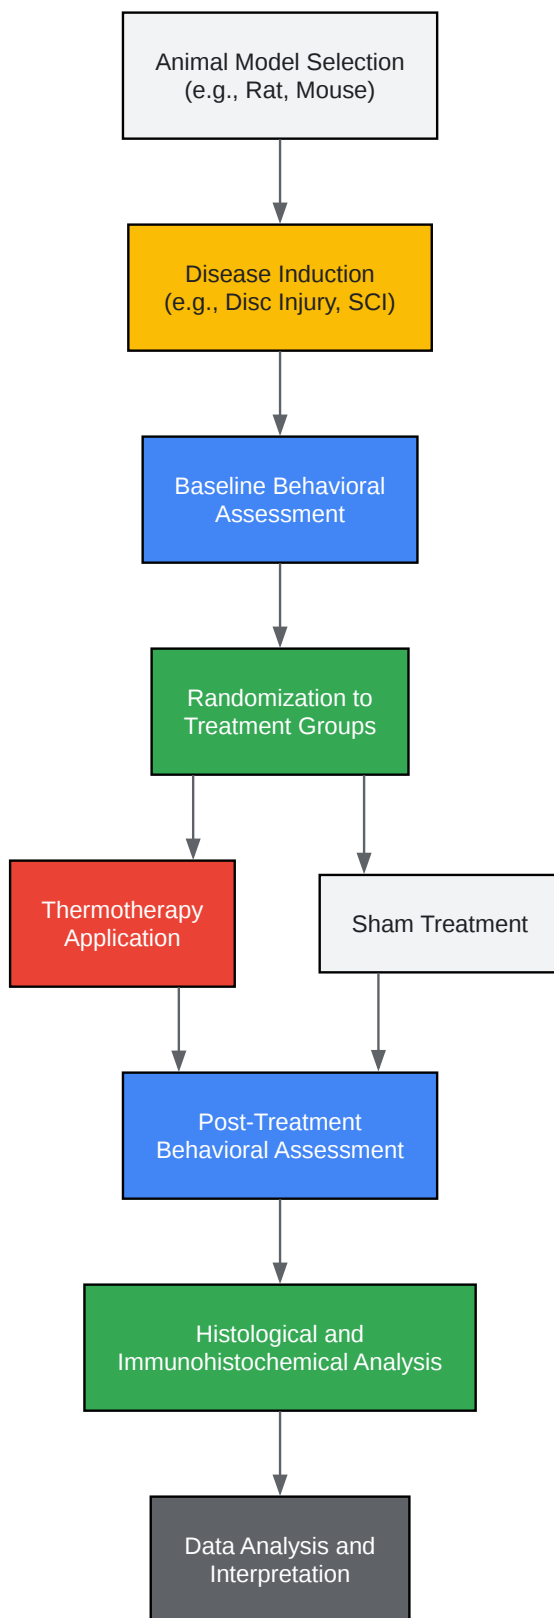 Animal Model Selection
(e.g., Rat, Mouse)
Disease Induction
(e.g., Disc Injury, SCI)
Baseline Behavioral
Assessment
Randomization to
Treatment Groups
Thermotherapy
Application
Sham Treatment
Post-Treatment
Behavioral Assessment
Histological and
Immunohistochemical Analysis
Data Analysis and
Interpretation